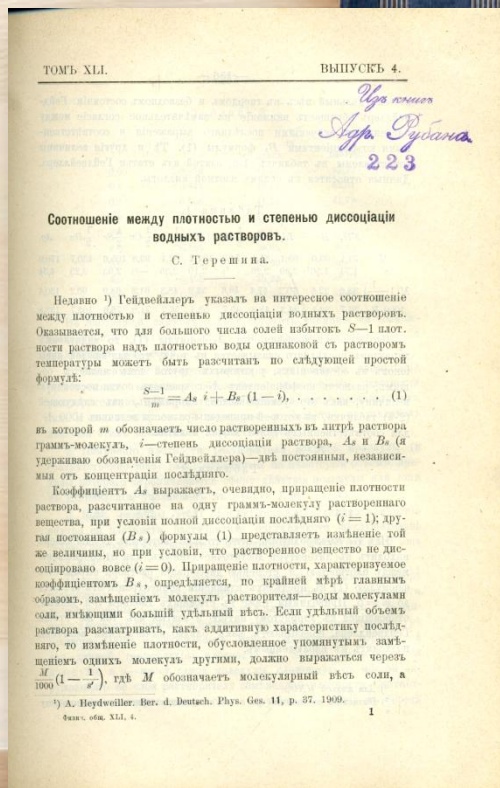 ТОМЪ XLI. ВЫПУСКЪ 4.
Изъ книгъ
Адр. Рубана
223
Соотношеніе между плотностью и степенью диссоціаціи
водныхъ растворовъ.
С. Терешина.
Недавно ¹) Гейдвейллеръ указалъ на интересное соотношеніе
между плотностью и степенью диссоціаціи водныхъ растворовъ.
Оказывается, что для большого числа солей избытокъ S—1 плот.
ности раствора надъ плотностью воды одинаковой съ растворомъ
температуры можетъ быть разсчитанъ по слѣдующей простой
формулѣ:
(S—1)/m = As i + Bs (1 — i), . . . . . . . (1)
въ которой m обозначаетъ число растворенныхъ въ литрѣ раствора
граммъ-молекулъ, i—степень диссоціаціи раствора, As и Bs (я
удерживаю обозначенія Гейдвейллера)—двѣ постоянныя, независи-
мыя отъ концентраціи послѣдняго.
Коэффиціентъ As выражаетъ, очевидно, приращеніе плотности
раствора, разсчитанное на одну граммъ-молекулу раствореннаго
вещества, при условіи полной диссоціаціи послѣдняго (i = 1); дру-
гая постоянная (Bs) формулы (1) представляетъ измѣненіе той
же величины, но при условіи, что растворенное вещество не дис-
социровано вовсе (i = 0). Приращеніе плотности, характеризуемое
коэффиціентомъ Bs, опредѣляется, по крайней мѣрѣ главнымъ
образомъ, замѣщеніемъ молекулъ растворителя—воды молекулами
соли, имѣющими большій удѣльный вѣсъ. Если удѣльный объемъ
раствора разсматривать, какъ аддитивную характеристику послѣд-
няго, то измѣненіе плотности, обусловленное упомянутымъ замѣ-
щеніемъ однихъ молекулъ другими, должно выражаться черезъ
M/1000 (1 — 1/s'), гдѣ M обозначаетъ молекулярный вѣсъ соли, а
¹) A. Heydweiller. Ber. d. Deutsch. Phys. Ges. 11, p. 37. 1909.
Физич. общ. XLI, 4. 1